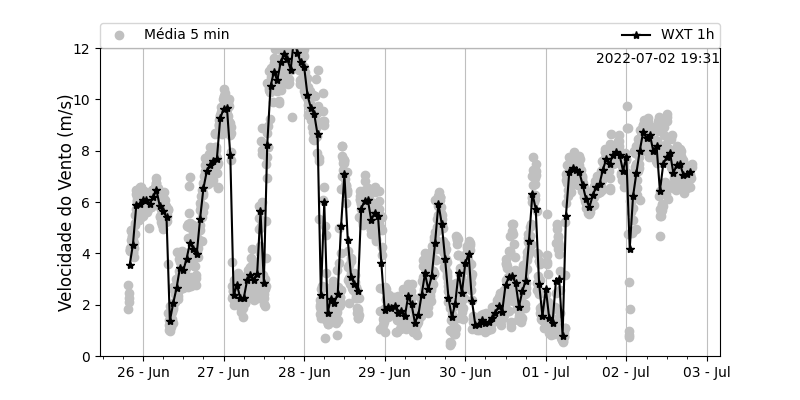 Média 5 min
WXT 1h
2022-07-02 19:31
Velocidade do Vento (m/s)
12
10
8
6
4
2
0
26 - Jun
27 - Jun
28 - Jun
29 - Jun
30 - Jun
01 - Jul
02 - Jul
03 - Jul